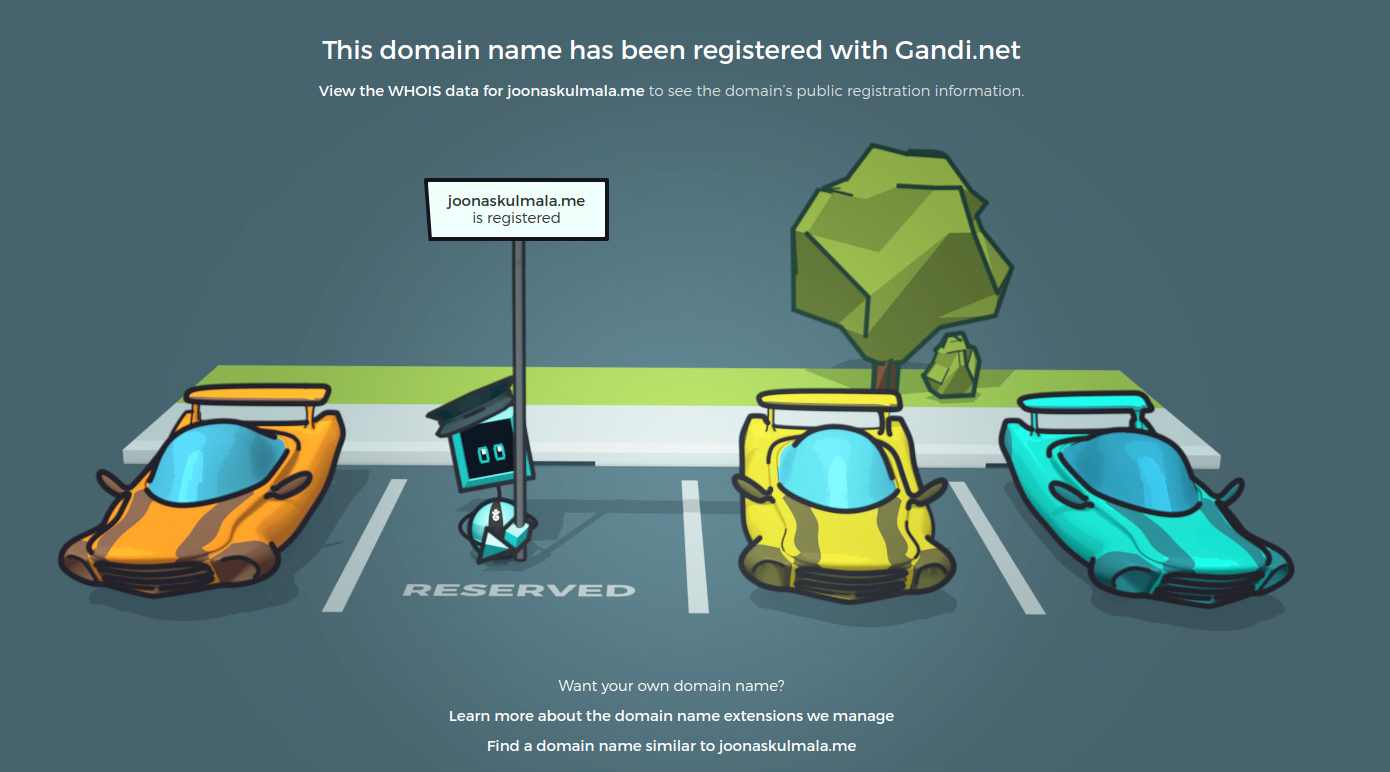 This domain name has been registered with Gandi.net
View the WHOIS data for joonaskulmala.me to see the domain's public registration information.
joonaskulmala.me
is registered
RESERVED
Want your own domain name?
Learn more about the domain name extensions we manage
Find a domain name similar to joonaskulmala.me